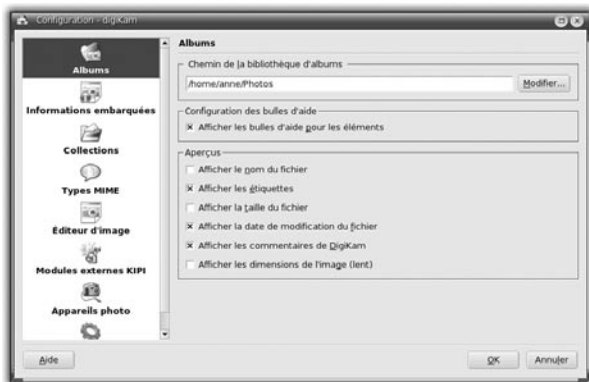 Configuration - digiKam
Albums
Informations embarquées
Collections
Types MIME
Éditeur d'image
Modules externes KIPI
Appareils photo
Albums
Chemin de la bibliothèque d'albums
/home/anne/Photos
Modifier...
Configuration des bulles d'aide
Afficher les bulles d'aide pour les éléments
Aperçus
Afficher le nom du fichier
Afficher les étiquettes
Afficher la taille du fichier
Afficher la date de modification du fichier
Afficher les commentaires de DigiKam
Afficher les dimensions de l'image (lent)
Aide
OK
Annuler